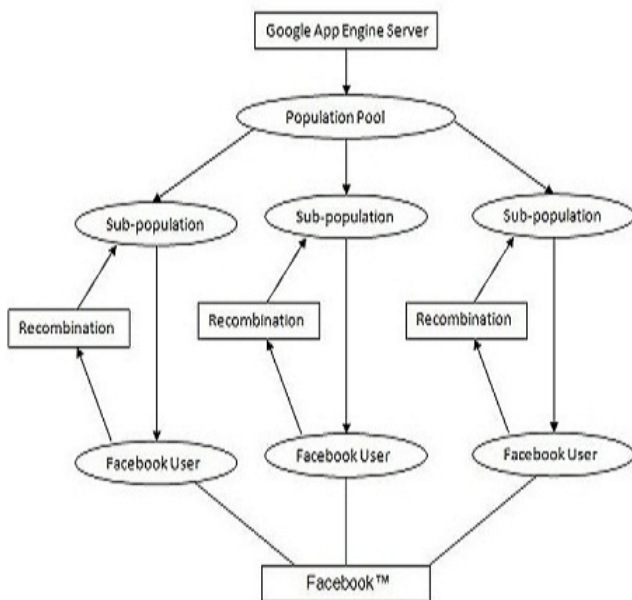 Google App Engine Server
Population Pool
Sub-population
Sub-population
Sub-population
Recombination
Recombination
Recombination
Facebook User
Facebook User
Facebook User
Facebook™